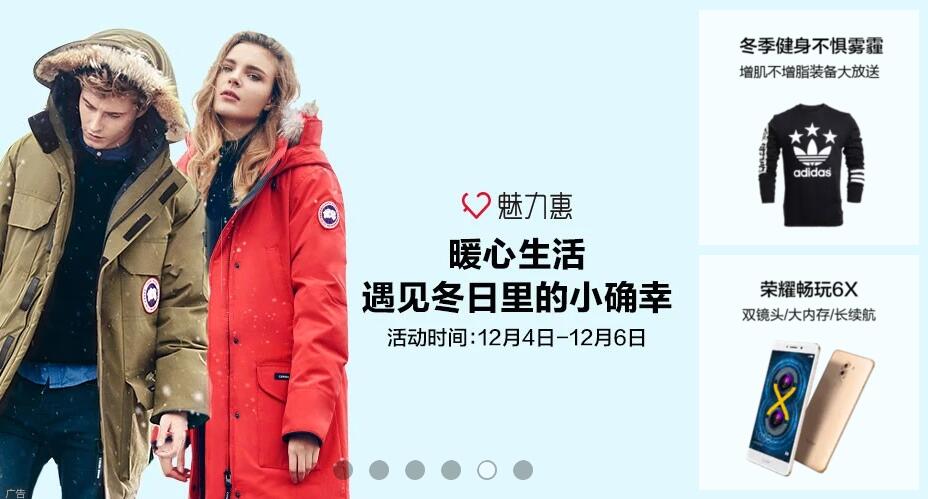 魅力惠
暖心生活
遇见冬日里的小确幸
活动时间:12月4日-12月6日
广告
冬季健身不惧雾霾
增肌不增脂装备大放送
adidas
荣耀畅玩6X
双镜头/大内存/长续航